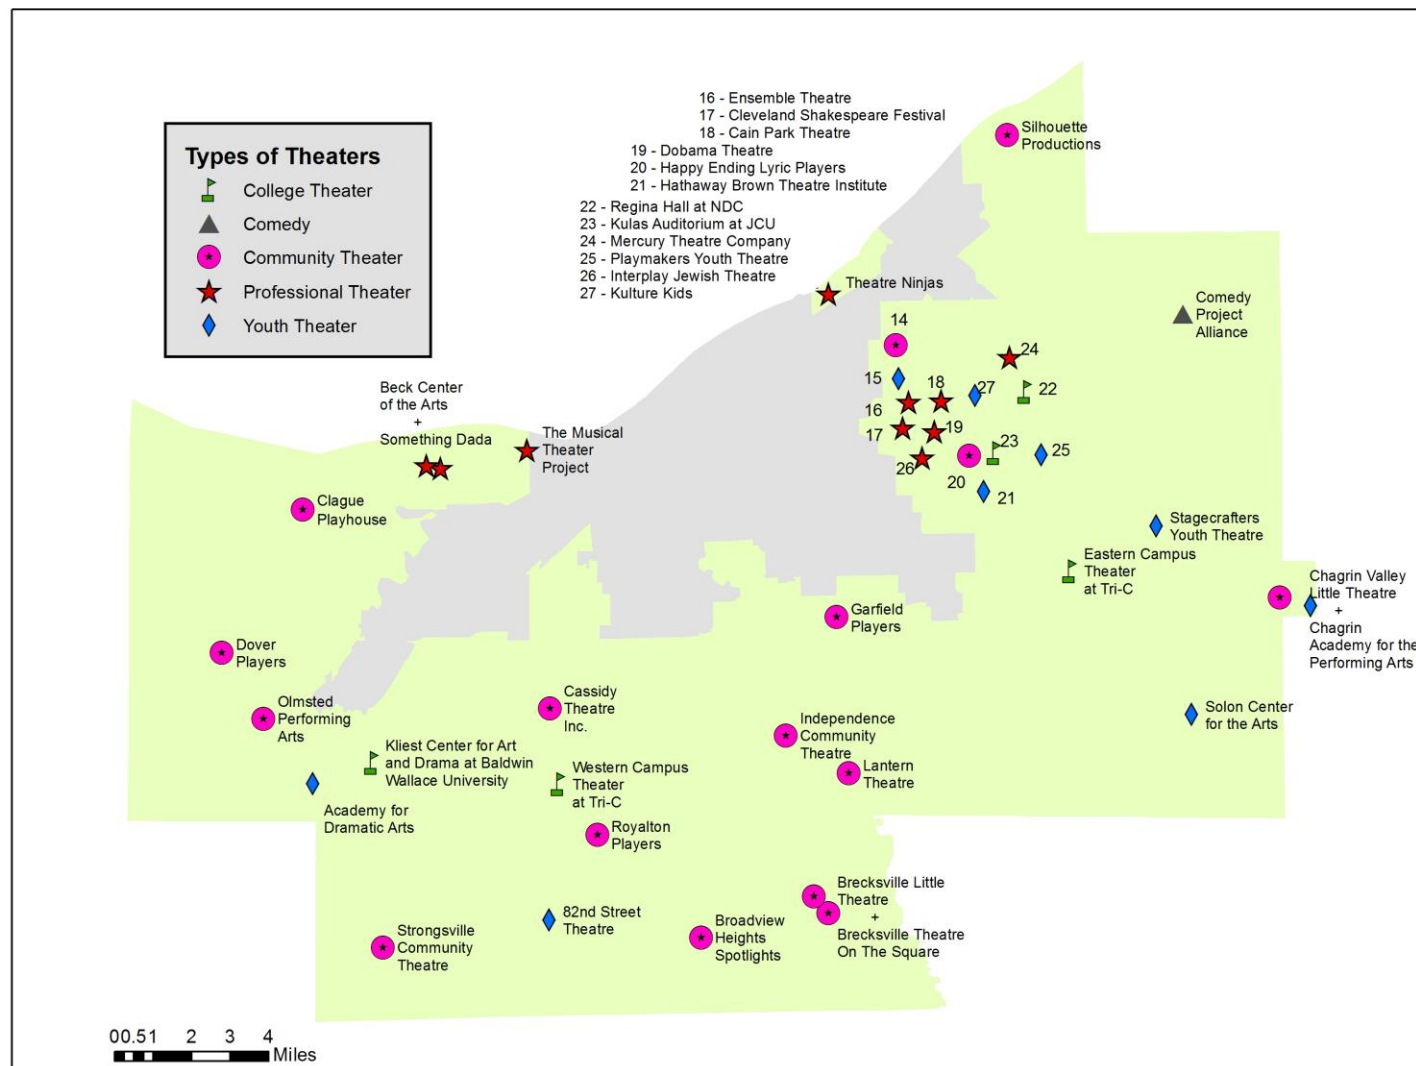 16 - Ensemble Theatre
17 - Cleveland Shakespeare Festival
18 - Cain Park Theatre
19 - Dobama Theatre
20 - Happy Ending Lyric Players
21 - Hathaway Brown Theatre Institute
22 - Regina Hall at NDC
23 - Kulas Auditorium at JCU
24 - Mercury Theatre Company
25 - Playmakers Youth Theatre
26 - Interplay Jewish Theatre
27 - Kulture Kids
Types of Theaters
College Theater
Comedy
Community Theater
Professional Theater
Youth Theater
Silhouette
Productions
Theatre Ninjas
Comedy
Project
Alliance
14
15
16
17
18
19
20
21
22
23
24
25
26
27
Beck Center
of the Arts
+
Something Dada
The Musical
Theater
Project
Clague
Playhouse
Stagecrafters
Youth Theatre
Eastern Campus
Theater
at Tri-C
Chagrin Valley
Little Theatre
+
Chagrin
Academy for the
Performing Arts
Garfield
Players
Dover
Players
Olmsted
Performing
Arts
Cassidy
Theatre
Inc.
Independence
Community
Theatre
Lantern
Theatre
Solon Center
for the Arts
Kliest Center for Art
and Drama at Baldwin
Wallace University
Western Campus
Theater
at Tri-C
Academy for
Dramatic Arts
Royalton
Players
Brecksville Little
Theatre
+
Brecksville Theatre
On The Square
82nd Street
Theatre
Broadview
Heights
Spotlights
Strongsville
Community
Theatre
00.51 2 3 4
Miles